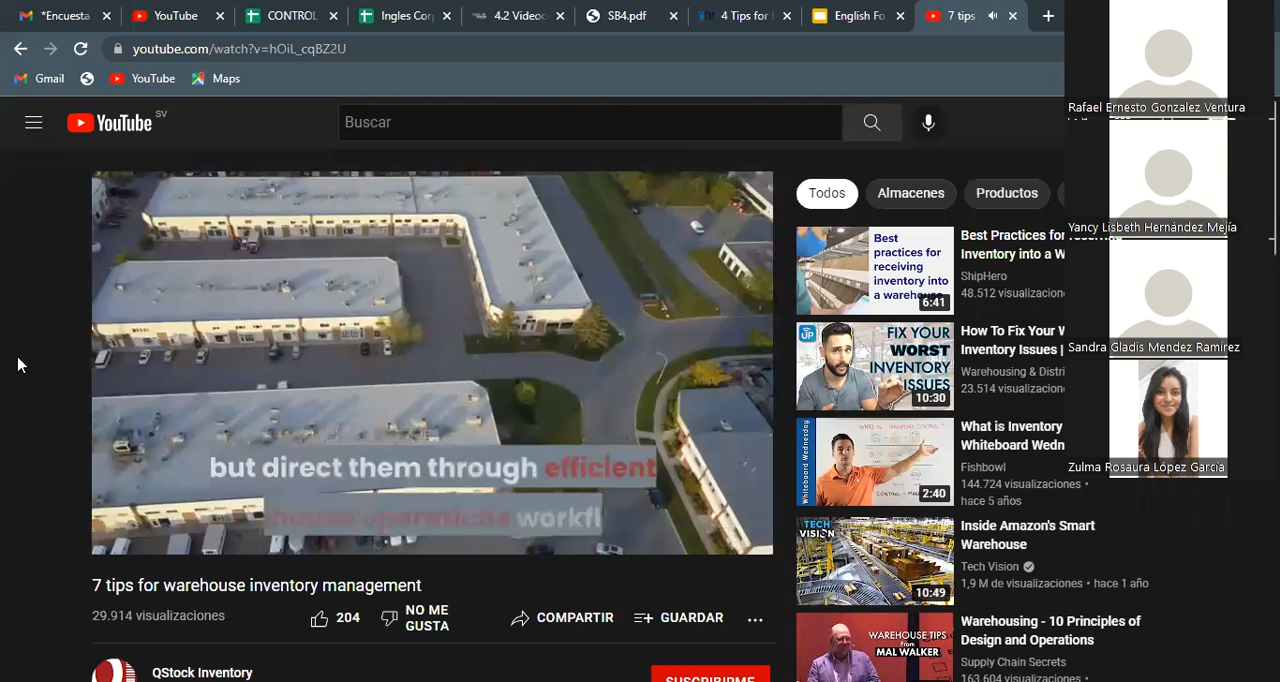 *Encuesta
YouTube
CONTROL
Ingles Cor
4.2 Videoc
SB4.pdf
4 Tips for
English Fo
7 tips
youtube.com/watch?v=hOiL_cqBZ2U
Gmail
YouTube
Maps
YouTube SV
Buscar
but direct them through efficient
house operations workfl
7 tips for warehouse inventory management
29.914 visualizaciones
204
NO ME
GUSTA
COMPARTIR
GUARDAR
QStock Inventory
SUSCRIBIRME
Todos
Almacenes
Productos
Best
practices for
receiving
inventory into
a warehouse
6:41
Best Practices for
Inventory into a W
ShipHero
48.512 visualizacion
UP
FIX YOUR
WORST
INVENTORY
ISSUES
10:30
How To Fix Your W
Inventory Issues |
Warehousing & Distri
23.514 visualizacion
Whiteboard Wednesday
2:40
What is Inventory
Whiteboard Wedn
Fishbowl
144.724 visualizaciones •
hace 5 años
TECH
VISION
10:49
Inside Amazon's Smart
Warehouse
Tech Vision
1,9 M de visualizaciones • hace 1 año
WAREHOUSE TIPS
From
MAL WALKER
Warehousing - 10 Principles of
Design and Operations
Supply Chain Secrets
163.604 visualizaciones •
Rafael Ernesto Gonzalez Ventura
Yancy Lisbeth Hernández Mejía
Sandra Gladis Mendez Ramirez
Zulma Rosaura López García